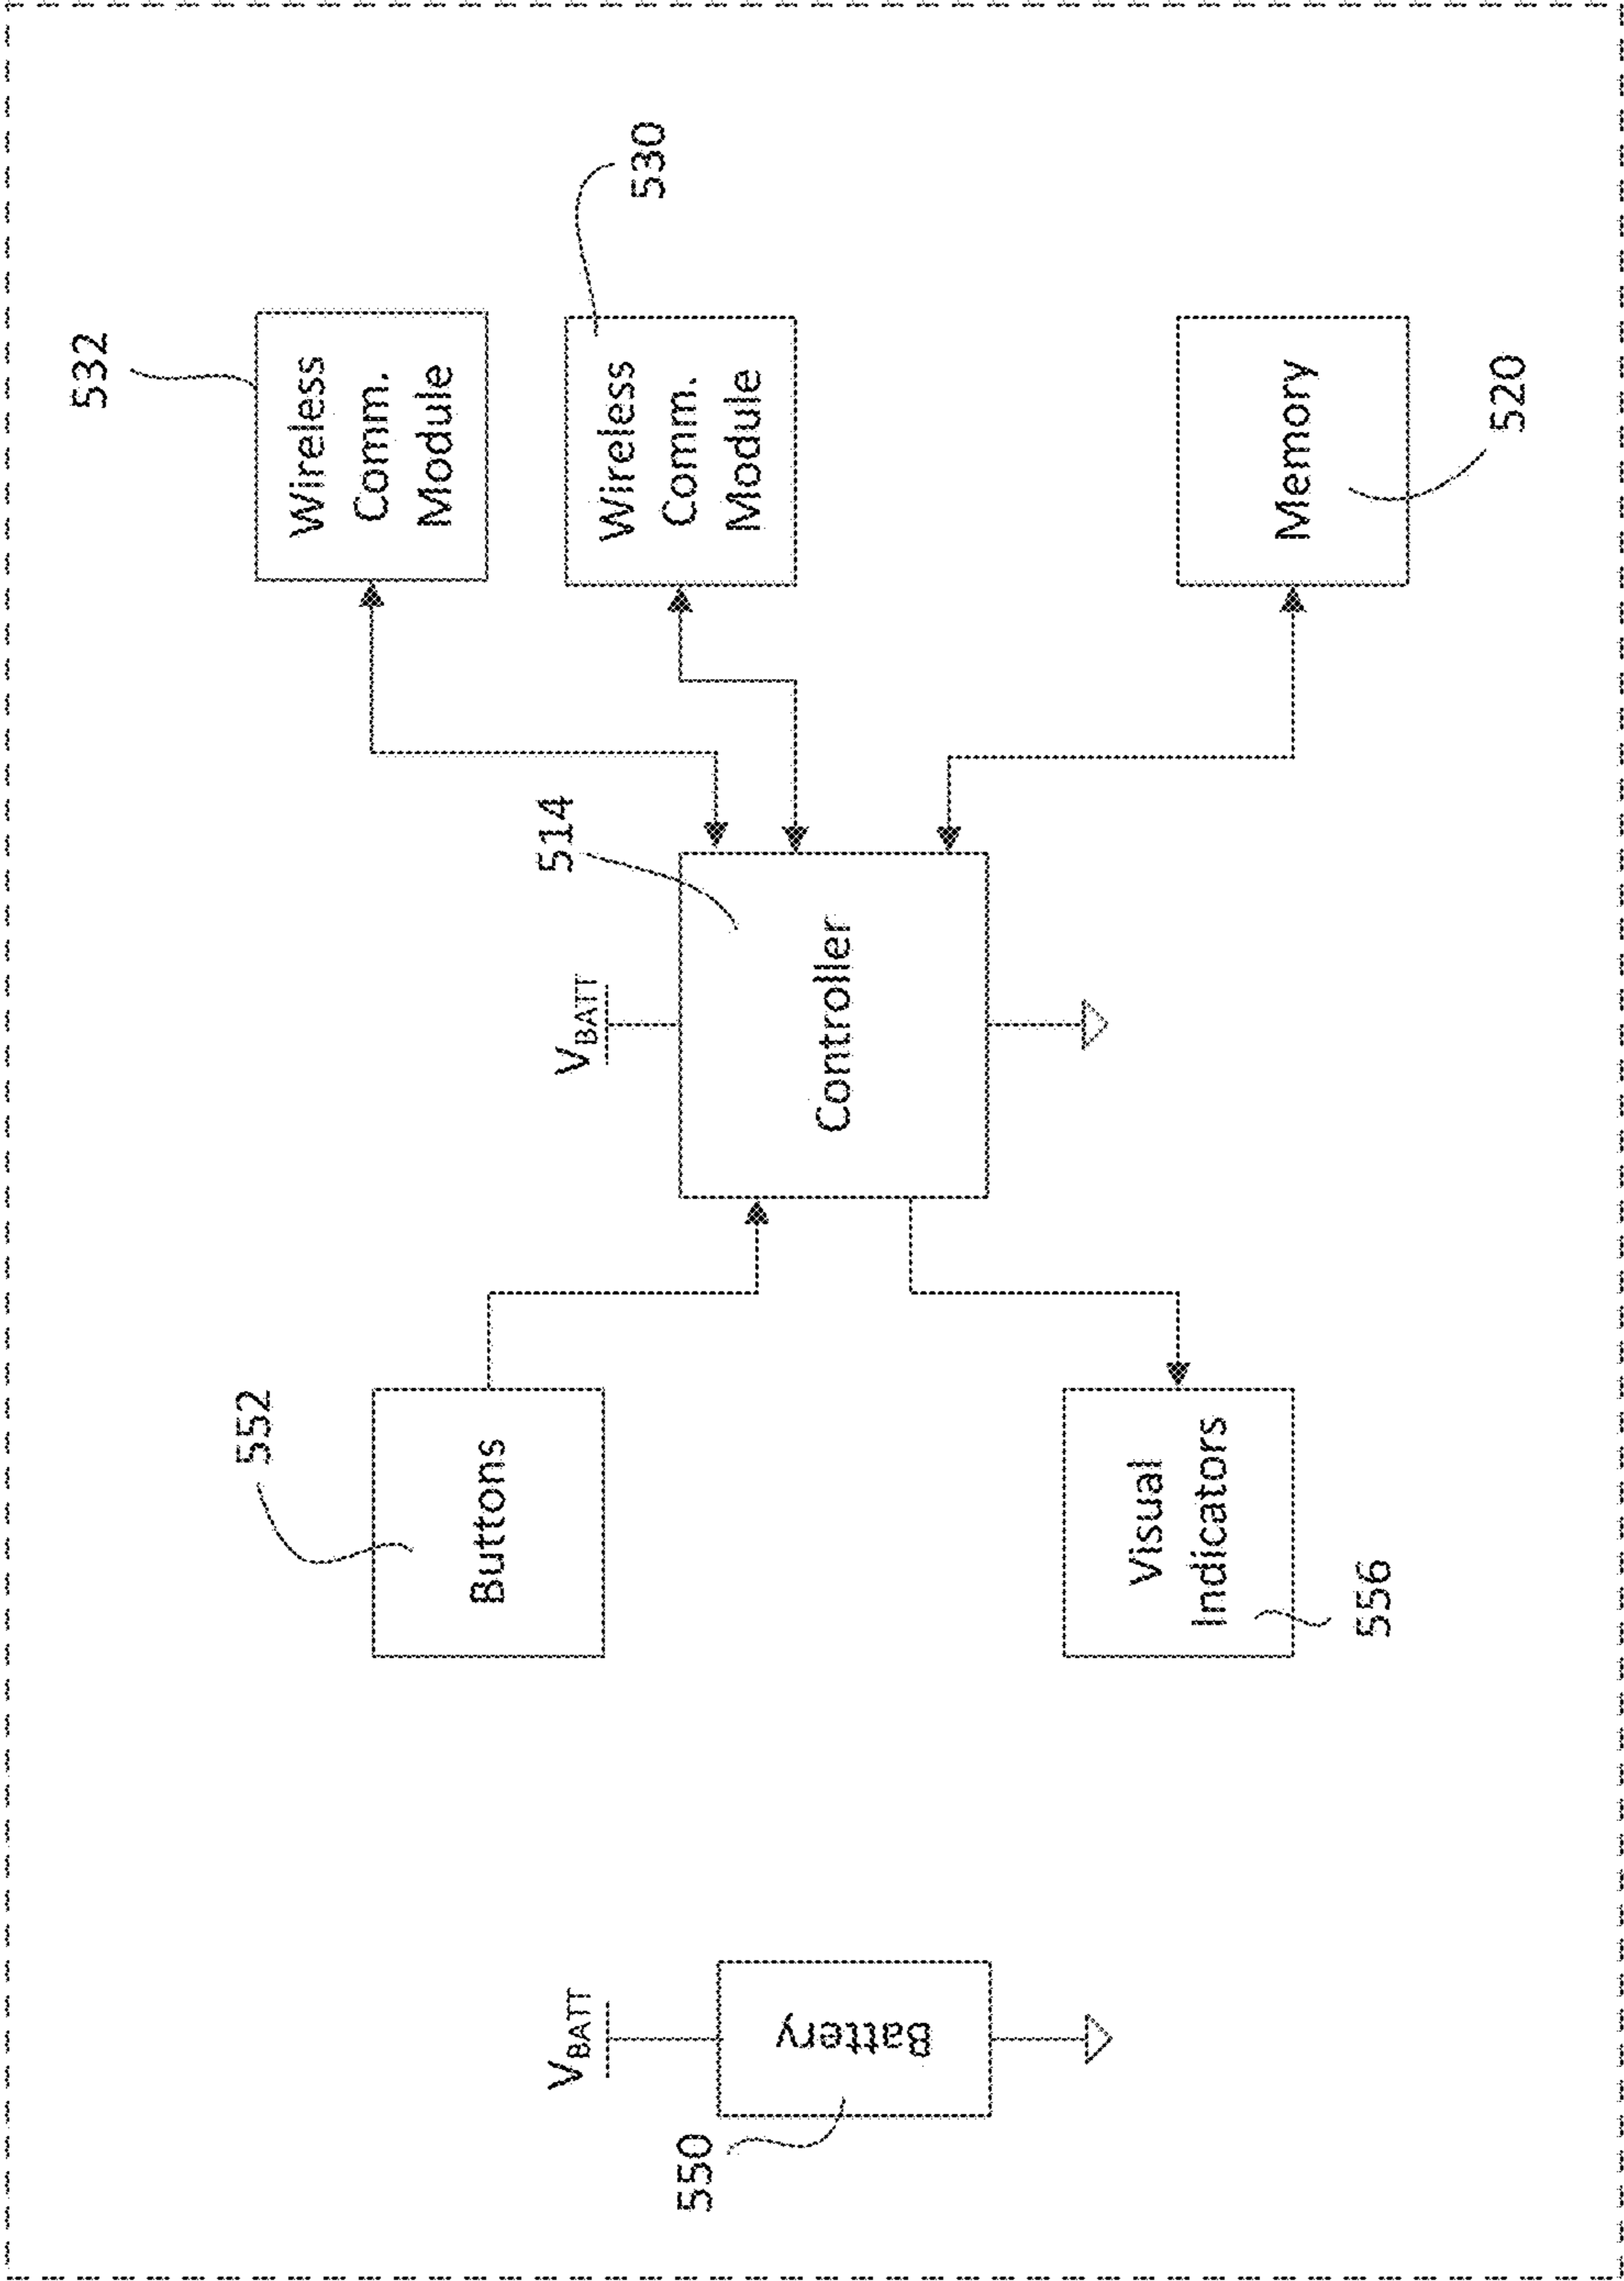 550
V_BATT
Battery
552
Buttons
Visual
Indicators
556
V_BATT
514
Controller
532
Wireless
Comm.
Module
530
Wireless
Comm.
Module
Memory
520